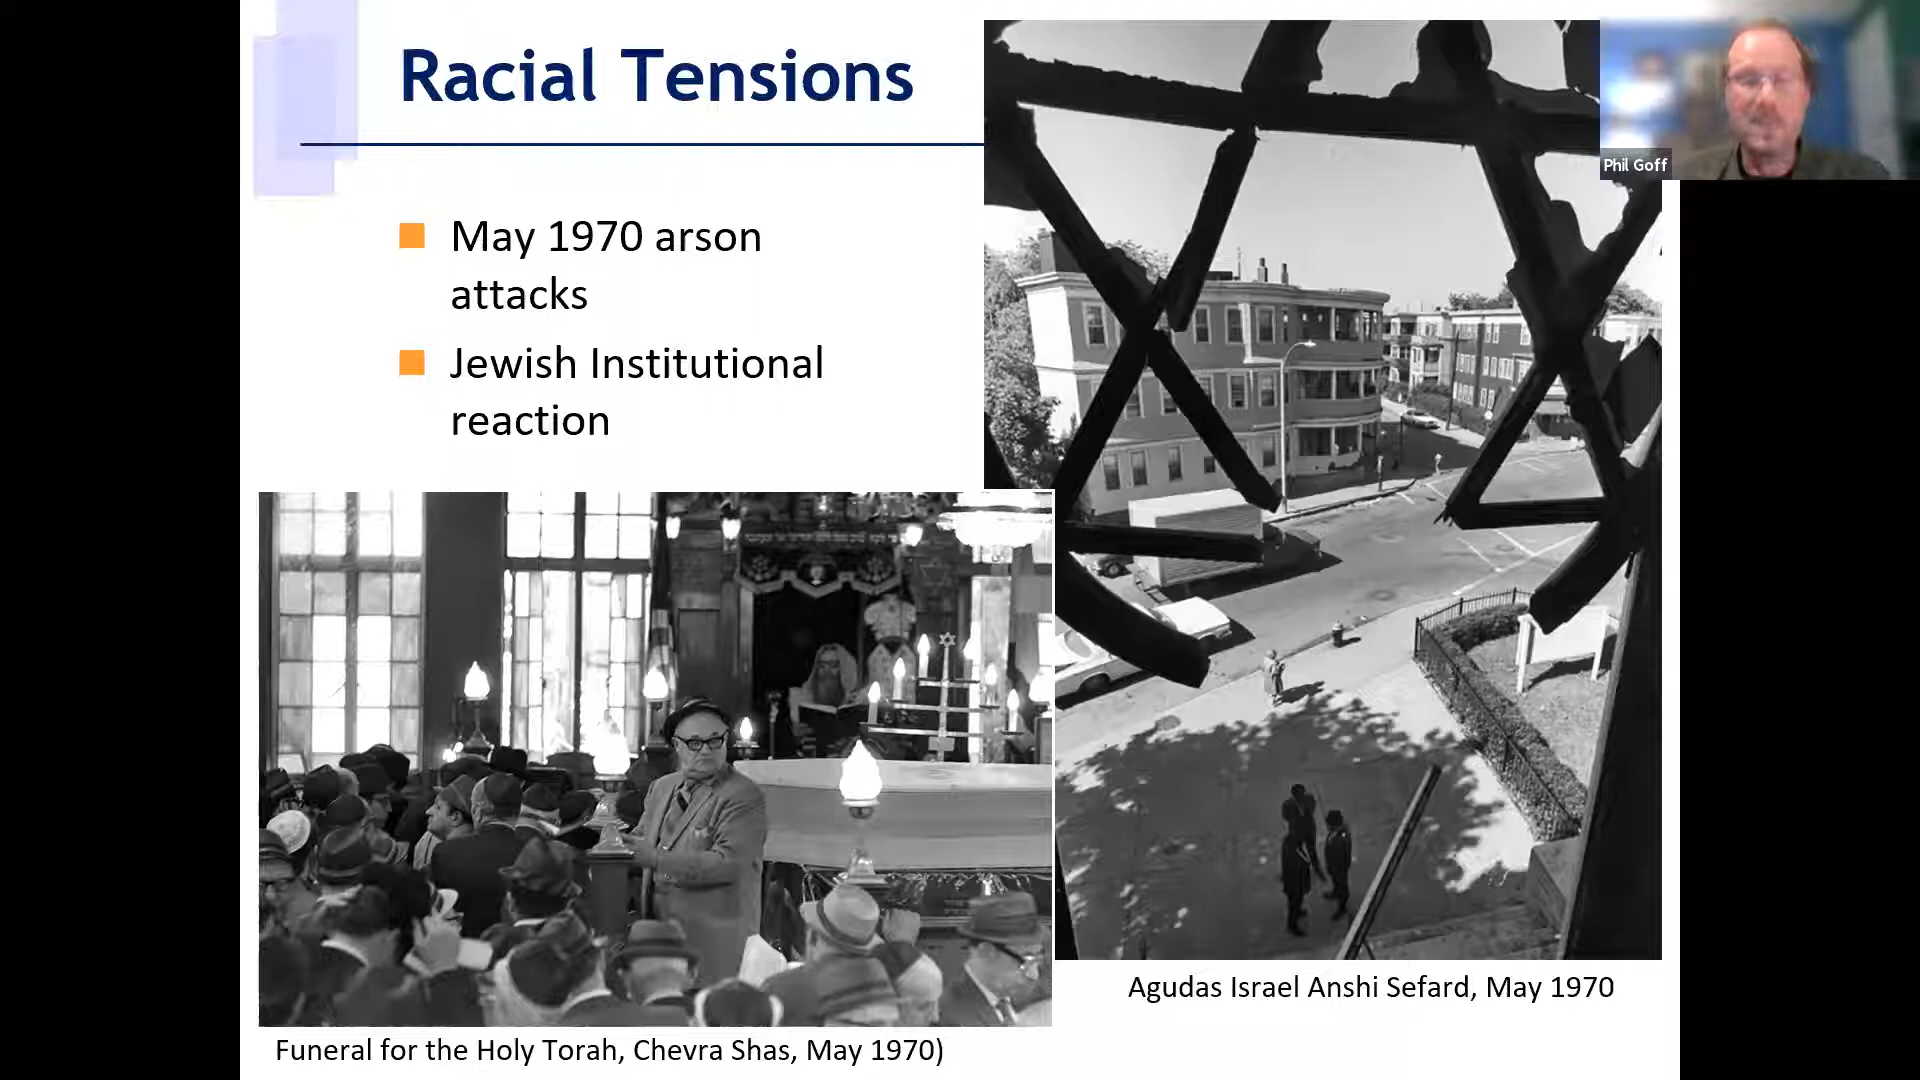 Racial Tensions
May 1970 arson
attacks
Jewish Institutional
reaction
Phil Goff
Agudas Israel Anshi Sefard, May 1970
Funeral for the Holy Torah, Chevra Shas, May 1970)